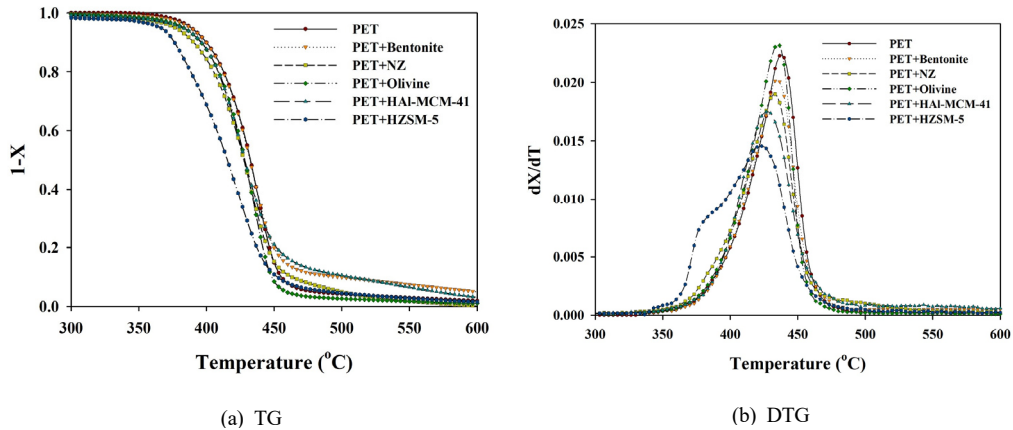 1.0
0.8
0.6
0.4
0.2
0.0
1-X
300 350 400 450 500 550 600
Temperature (°C)
PET
PET+Bentonite
PET+NZ
PET+Olivine
PET+HAl-MCM-41
PET+HZSM-5
(a) TG
0.025
0.020
0.015
0.010
0.005
0.000
dX/dT
300 350 400 450 500 550 600
Temperature (°C)
PET
PET+Bentonite
PET+NZ
PET+Olivine
PET+HAl-MCM-41
PET+HZSM-5
(b) DTG